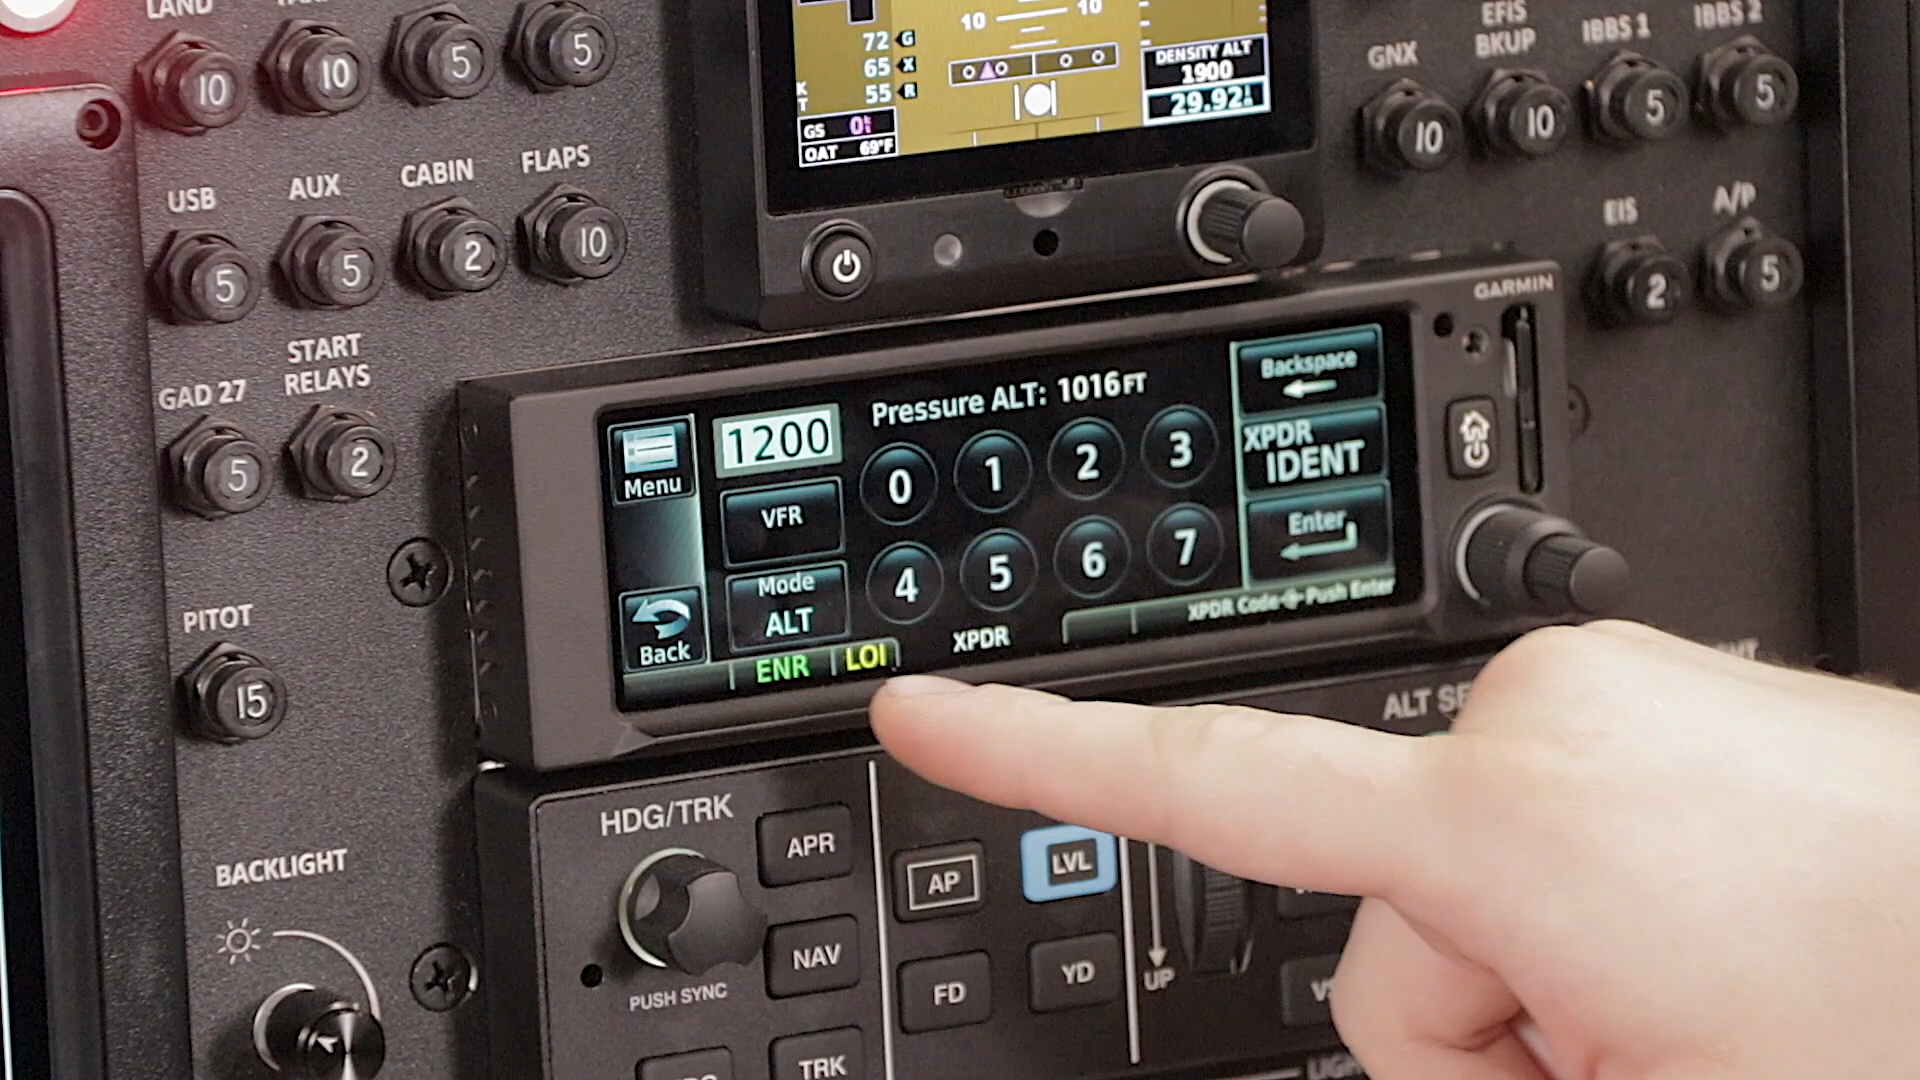 LAND
10
10
5
5
USB
5
AUX
5
CABIN
2
FLAPS
10
GAD 27
5
START
RELAYS
2
PITOT
15
BACKLIGHT
10
10
72 G
65 X
55 R
K
T
GS 0
OAT 69°F
DENSITY ALT
1900
29.92
GNX
10
EFIS
BKUP
10
IBBS 1
5
IBBS 2
5
EIS
2
A/P
5
GARMIN
Menu
Back
1200
VFR
Mode
ALT
Pressure ALT: 1016 FT
0 1 2 3
4 5 6 7
Backspace
XPDR
IDENT
Enter
ENR
LOI
XPDR
XPDR Code
Push Enter
HDG/TRK
PUSH SYNC
APR
NAV
TRK
AP
LVL
FD
YD
UP
ALT SE